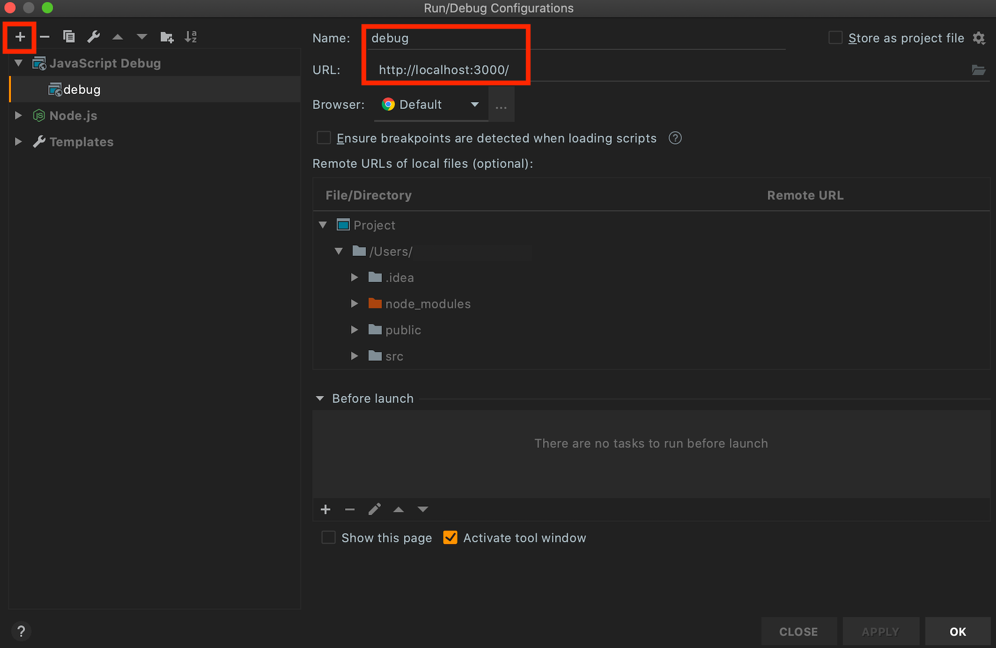 Run/Debug Configurations
Name: debug
Store as project file
URL: http://localhost:3000/
JavaScript Debug
debug
Node.js
Templates
Browser: Default ...
Ensure breakpoints are detected when loading scripts ?
Remote URLs of local files (optional):
File/Directory Remote URL
Project
/Users/
.idea
node_modules
public
src
Before launch
There are no tasks to run before launch
Show this page Activate tool window
? CLOSE APPLY OK